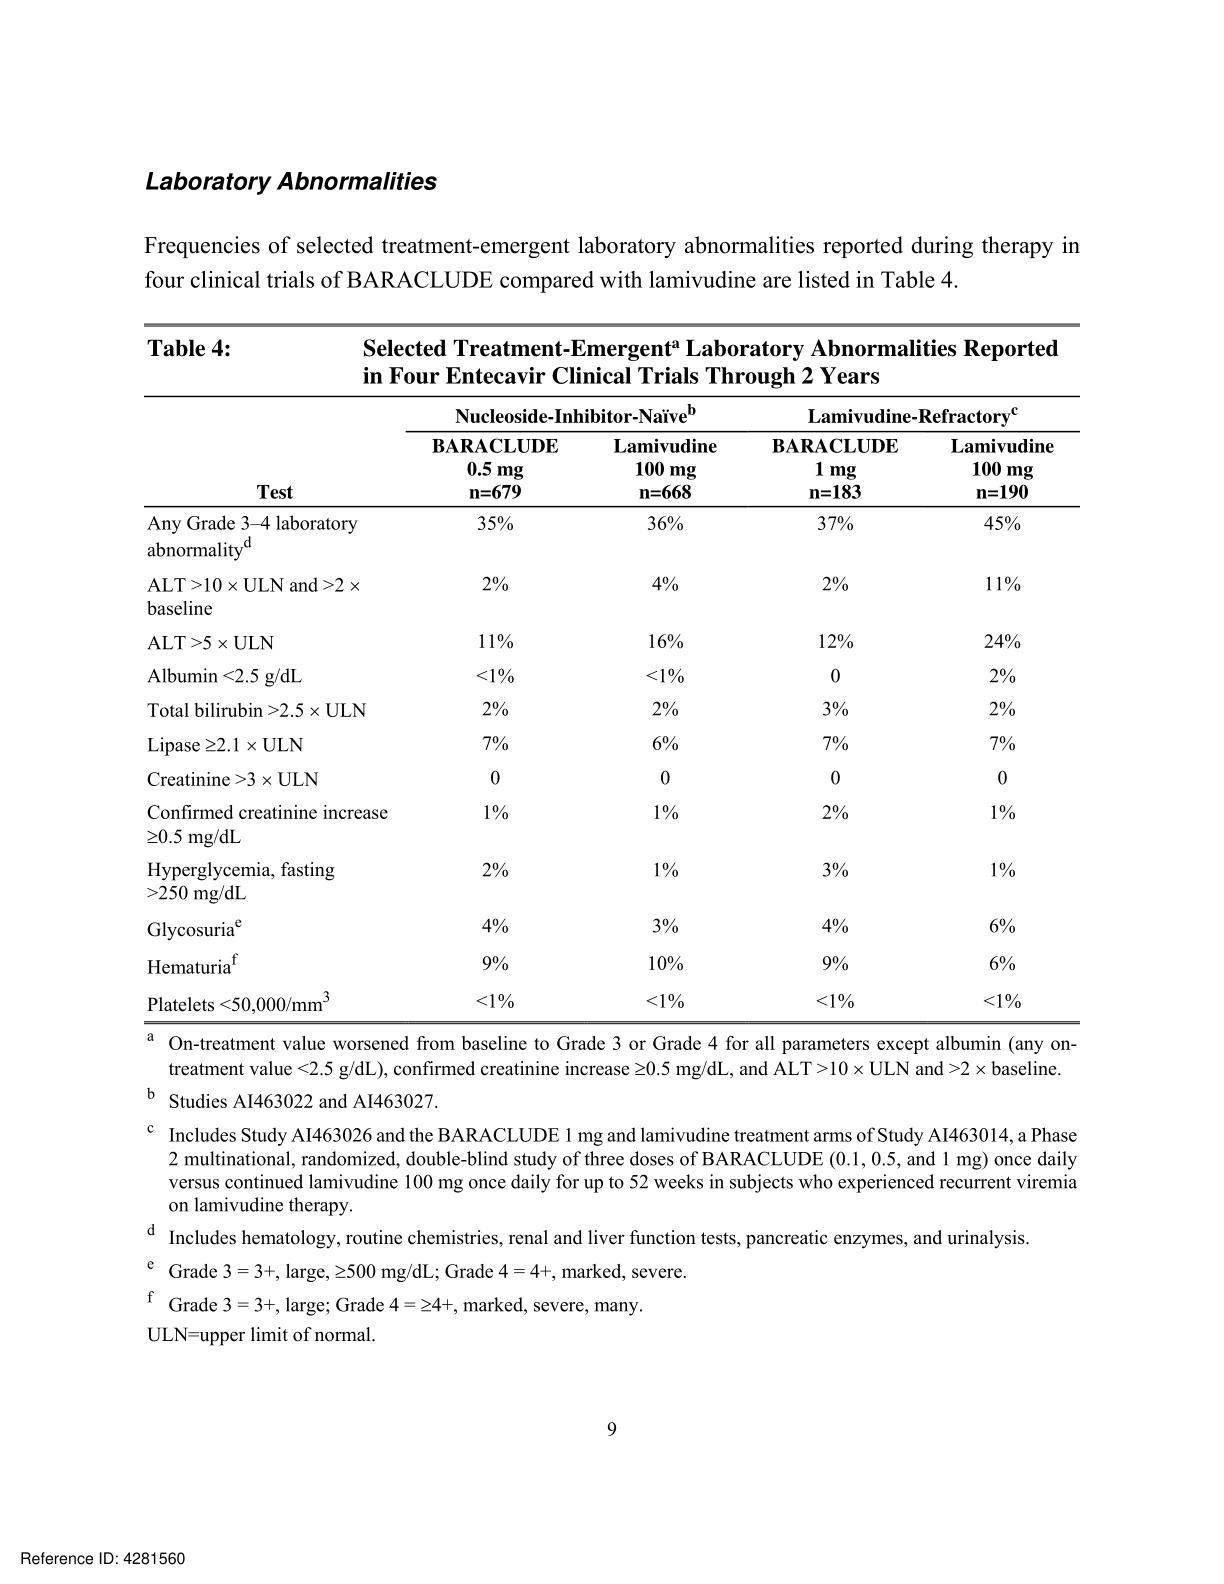 Laboratory Abnormalities
Frequencies of selected treatment-emergent laboratory abnormalities reported during therapy in
four clinical trials of BARACLUDE compared with lamivudine are listed in Table 4.
Table 4: Selected Treatment-Emergentᵃ Laboratory Abnormalities Reported
in Four Entecavir Clinical Trials Through 2 Years
Nucleoside-Inhibitor-Naïveᵇ Lamivudine-Refractoryᶜ
BARACLUDE Lamivudine BARACLUDE Lamivudine
0.5 mg 100 mg 1 mg 100 mg
Test n=679 n=668 n=183 n=190
Any Grade 3–4 laboratory 35% 36% 37% 45%
abnormalityᵈ
ALT >10 × ULN and >2 × 2% 4% 2% 11%
baseline
ALT >5 × ULN 11% 16% 12% 24%
Albumin <2.5 g/dL <1% <1% 0 2%
Total bilirubin >2.5 × ULN 2% 2% 3% 2%
Lipase ≥2.1 × ULN 7% 6% 7% 7%
Creatinine >3 × ULN 0 0 0 0
Confirmed creatinine increase 1% 1% 2% 1%
≥0.5 mg/dL
Hyperglycemia, fasting 2% 1% 3% 1%
>250 mg/dL
Glycosuriaᵉ 4% 3% 4% 6%
Hematuriaᶠ 9% 10% 9% 6%
Platelets <50,000/mm³ <1% <1% <1% <1%
ᵃ On-treatment value worsened from baseline to Grade 3 or Grade 4 for all parameters except albumin (any on-
treatment value <2.5 g/dL), confirmed creatinine increase ≥0.5 mg/dL, and ALT >10 × ULN and >2 × baseline.
ᵇ Studies AI463022 and AI463027.
ᶜ Includes Study AI463026 and the BARACLUDE 1 mg and lamivudine treatment arms of Study AI463014, a Phase
2 multinational, randomized, double-blind study of three doses of BARACLUDE (0.1, 0.5, and 1 mg) once daily
versus continued lamivudine 100 mg once daily for up to 52 weeks in subjects who experienced recurrent viremia
on lamivudine therapy.
ᵈ Includes hematology, routine chemistries, renal and liver function tests, pancreatic enzymes, and urinalysis.
ᵉ Grade 3 = 3+, large, ≥500 mg/dL; Grade 4 = 4+, marked, severe.
ᶠ Grade 3 = 3+, large; Grade 4 = ≥4+, marked, severe, many.
ULN=upper limit of normal.
9
Reference ID: 4281560